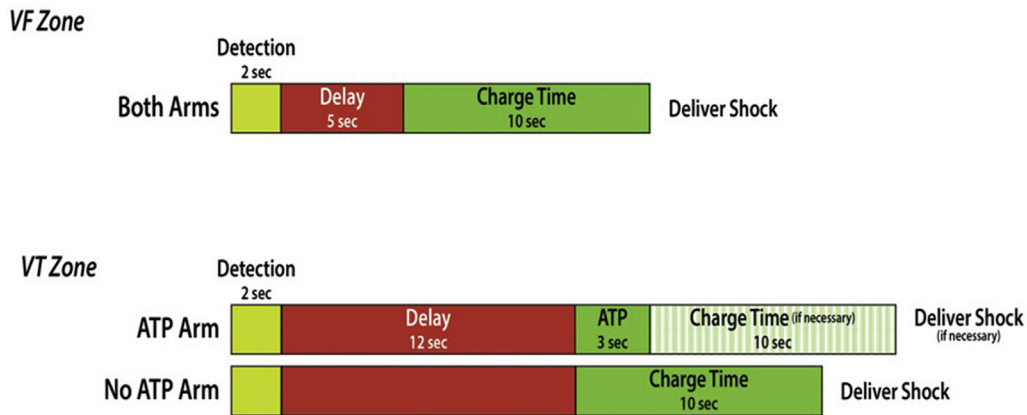 VF Zone
Detection
2 sec
Both Arms
Delay
5 sec
Charge Time
10 sec
Deliver Shock
VT Zone
Detection
2 sec
ATP Arm
Delay
12 sec
ATP
3 sec
Charge Time (if necessary)
10 sec
Deliver Shock
(if necessary)
No ATP Arm
Charge Time
10 sec
Deliver Shock